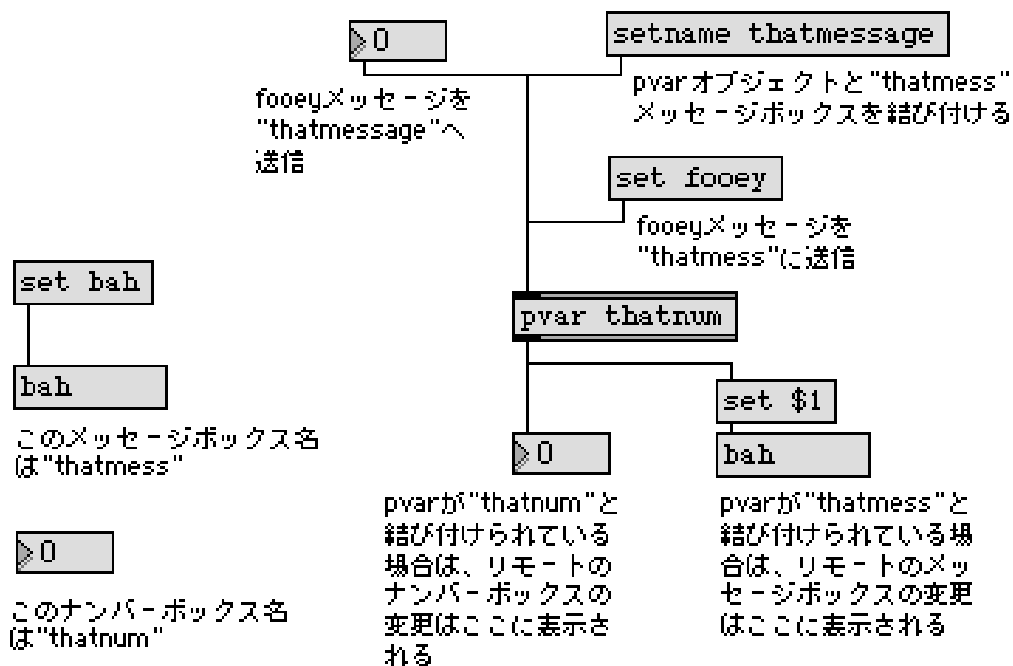 0
setname thatmessage
fooeyメッセージを
"thatmessage"へ
送信
pvarオブジェクトと"thatmess"
メッセージボックスを結び付ける
set fooey
fooeyメッセージを
"thatmess"に送信
set bah
pvar thatnum
bah
set $1
このメッセージボックス名
は"thatmess"
0
bah
pvarが"thatnum"と
結び付けられている
場合は、リモートの
ナンバーボックスの
変更はここに表示さ
れる
pvarが"thatmess"と
結び付けられている場
合は、リモートのメッ
セージボックスの変更
はここに表示される
0
このナンバーボックス名
は"thatnum"